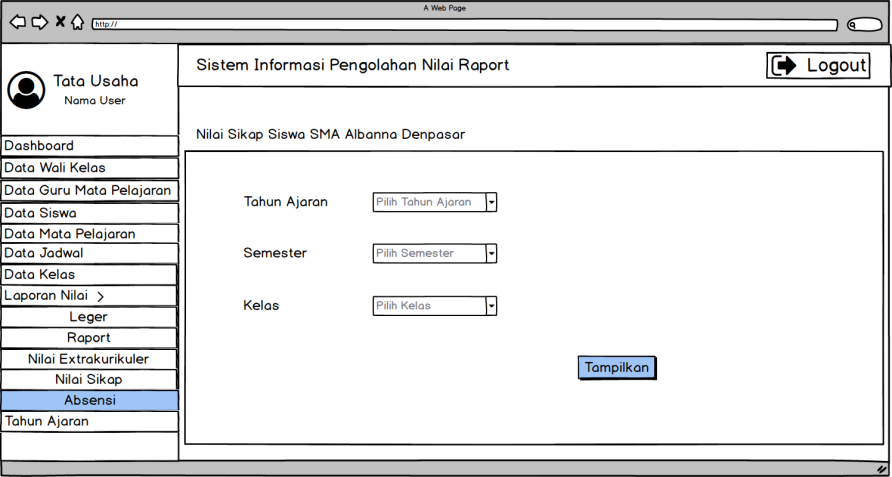 A Web Page
http://
Tata Usaha
Nama User
Sistem Informasi Pengolahan Nilai Raport
Logout
Dashboard
Data Wali Kelas
Data Guru Mata Pelajaran
Data Siswa
Data Mata Pelajaran
Data Jadwal
Data Kelas
Laporan Nilai >
Leger
Raport
Nilai Extrakurikuler
Nilai Sikap
Absensi
Tahun Ajaran
Nilai Sikap Siswa SMA Albanna Denpasar
Tahun Ajaran Pilih Tahun Ajaran
Semester Pilih Semester
Kelas Pilih Kelas
Tampilkan